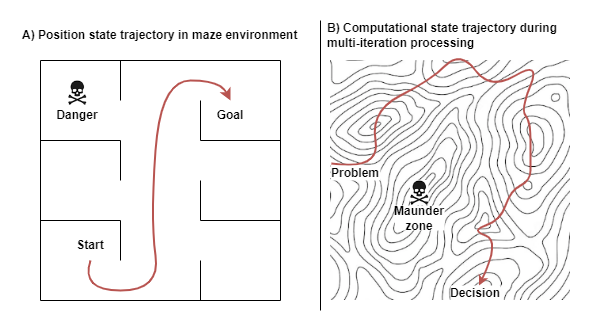 A) Position state trajectory in maze environment
Danger
Goal
Start
B) Computational state trajectory during
multi-iteration processing
Problem
Maunder
zone
Decision